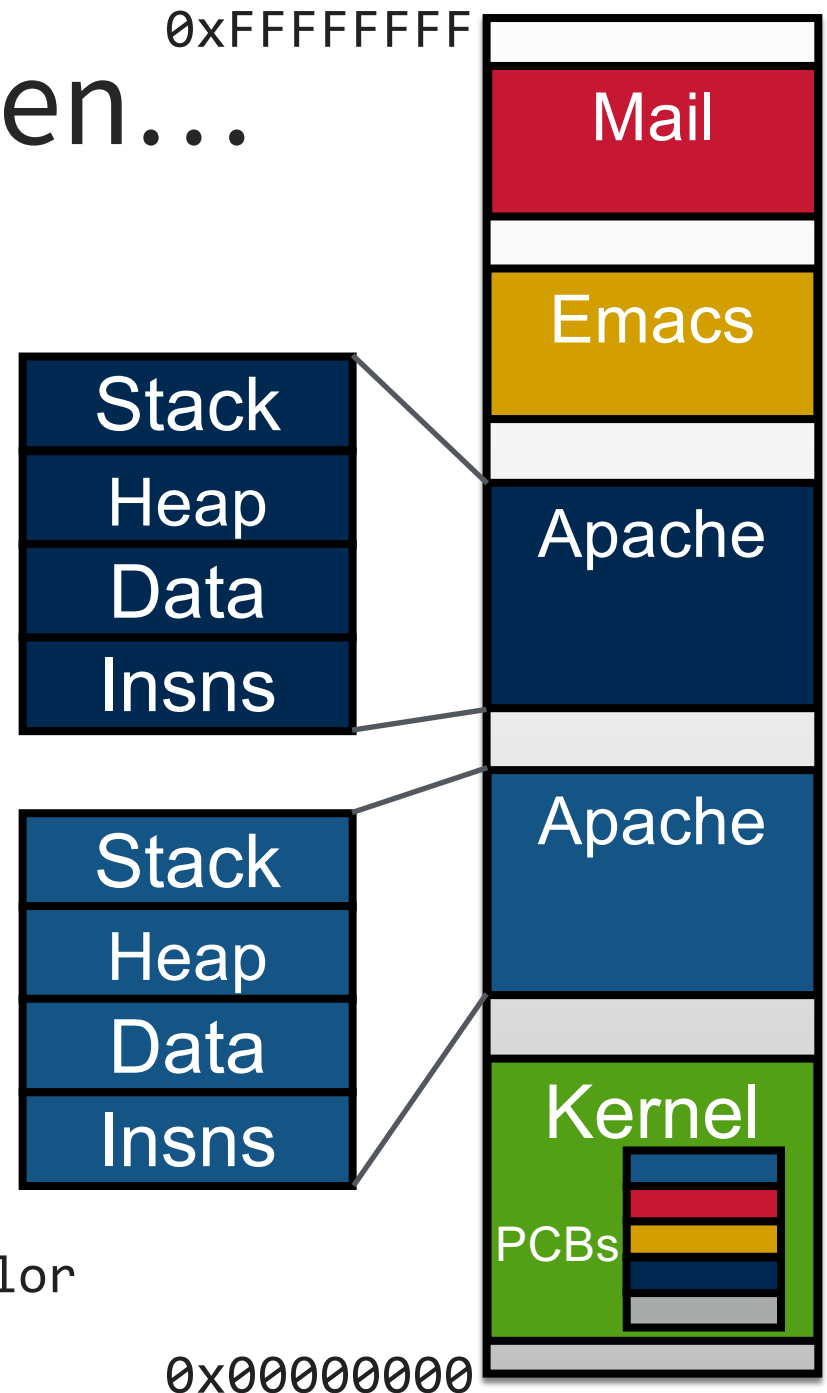 0xFFFFFFFF
en...
Mail
Emacs
Stack
Heap
Data
Insns
Apache
Stack
Heap
Data
Insns
Apache
Kernel
PCBs
lor
0x00000000